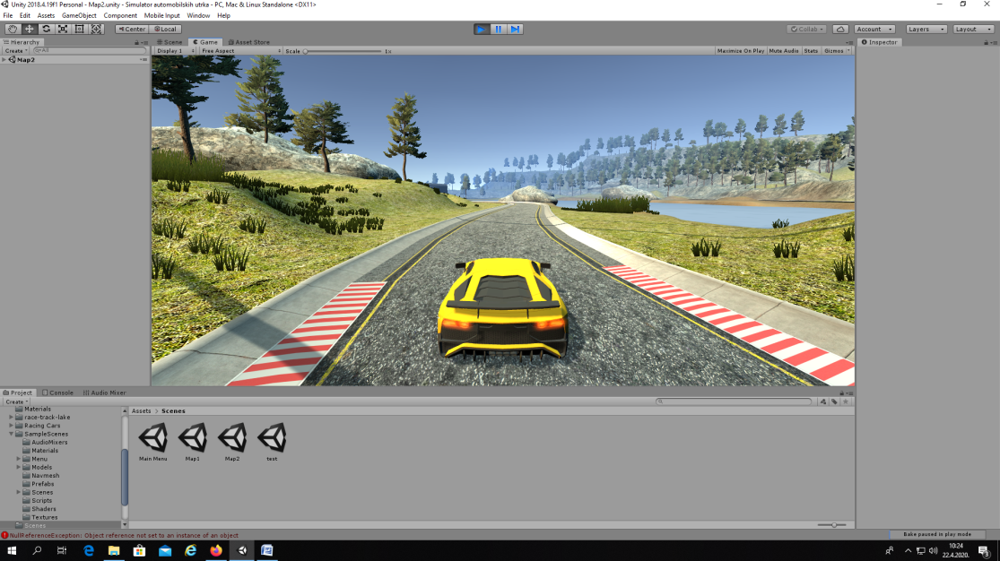 Unity 2018.4.19f1 Personal - Map2.unity - Simulator automobilskih utrka - PC, Mac & Linux Standalone <DX11>
File Edit Assets GameObject Component Mobile Input Window Help
Center Local Collab Account Layers Layout
Hierarchy Scene Game Asset Store Inspector
Create All Display 1 Free Aspect Scale 1x Maximize On Play Mute Audio Stats Gizmos
Map2
Project Console Audio Mixer
Create
Materials
Assets > Scenes
race-track-lake
Racing Cars
SampleScenes
AudioMixers
Materials
Menu
Models
Navmesh
Prefabs
Scenes
Scripts
Shaders
Textures
Scenes
Main Menu Map1 Map2 test
NullReferenceException: Object reference not set to an instance of an object
Bake paused in play mode
10:24
22.4.2020.
3